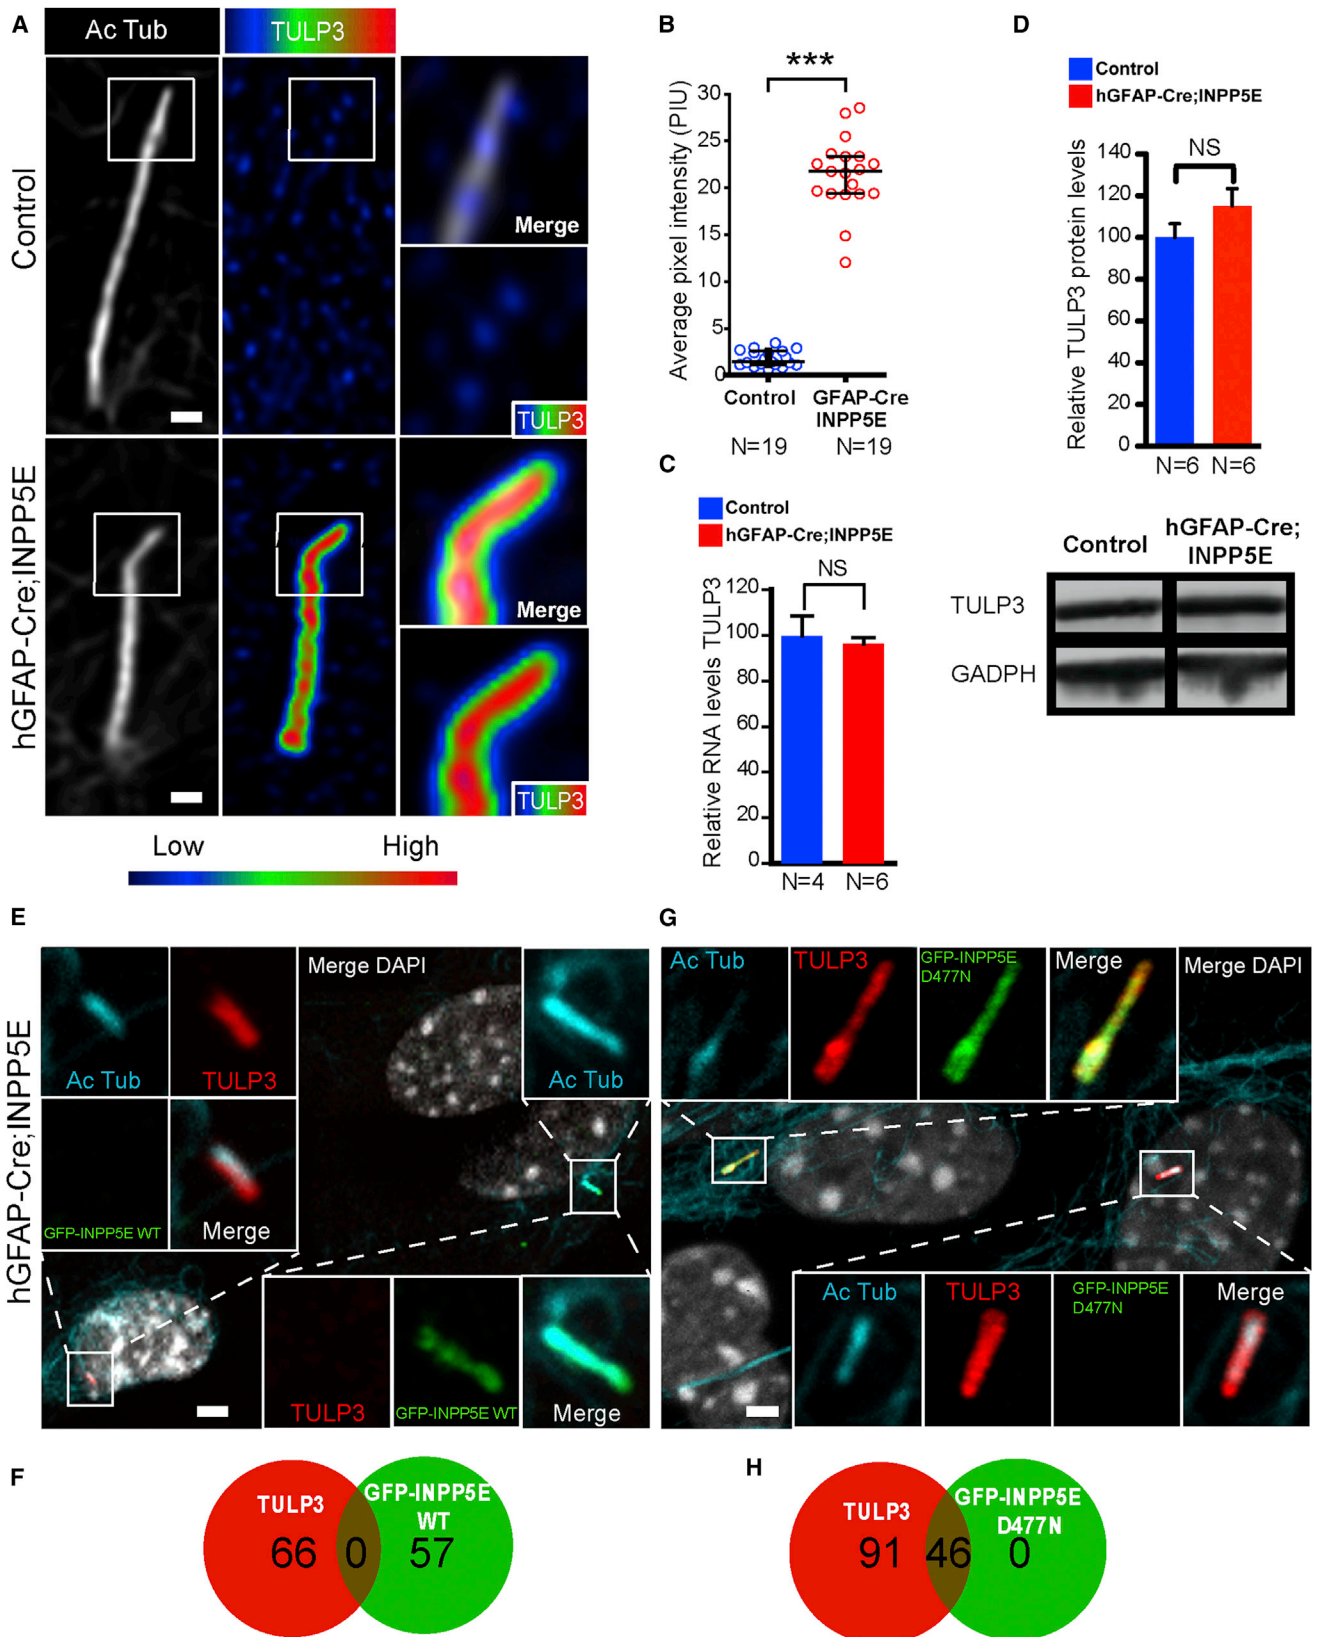 A
Ac Tub
TULP3
Control
Merge
TULP3
hGFAP-Cre;INPP5E
Merge
TULP3
Low
High
B
***
Average pixel intensity (PIU)
30
25
20
15
10
5
0
Control
GFAP-Cre
INPP5E
N=19
N=19
C
Control
hGFAP-Cre;INPP5E
NS
Relative RNA levels TULP3
120
100
80
60
40
20
0
N=4
N=6
D
Control
hGFAP-Cre;INPP5E
NS
Relative TULP3 protein levels
140
120
100
80
60
40
20
0
N=6
N=6
Control
hGFAP-Cre;
INPP5E
TULP3
GADPH
E
hGFAP-Cre;INPP5E
Ac Tub
TULP3
Merge DAPI
Ac Tub
GFP-INPP5E WT
Merge
TULP3
GFP-INPP5E WT
Merge
G
Ac Tub
TULP3
GFP-INPP5E
D477N
Merge
Merge DAPI
Ac Tub
TULP3
GFP-INPP5E
D477N
Merge
F
TULP3
GFP-INPP5E
WT
66
0
57
H
TULP3
GFP-INPP5E
D477N
91
46
0